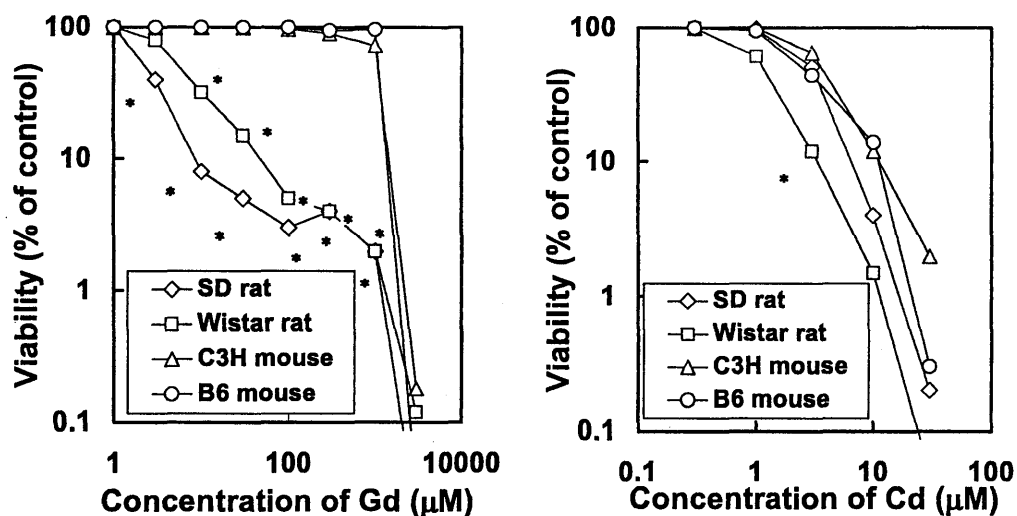 Viability (% of control)
100
10
1
0.1
SD rat
Wistar rat
C3H mouse
B6 mouse
1
100
10000
Concentration of Gd (μM)
Viability (% of control)
100
10
1
0.1
SD rat
Wistar rat
C3H mouse
B6 mouse
0.1
1
10
100
Concentration of Cd (μM)